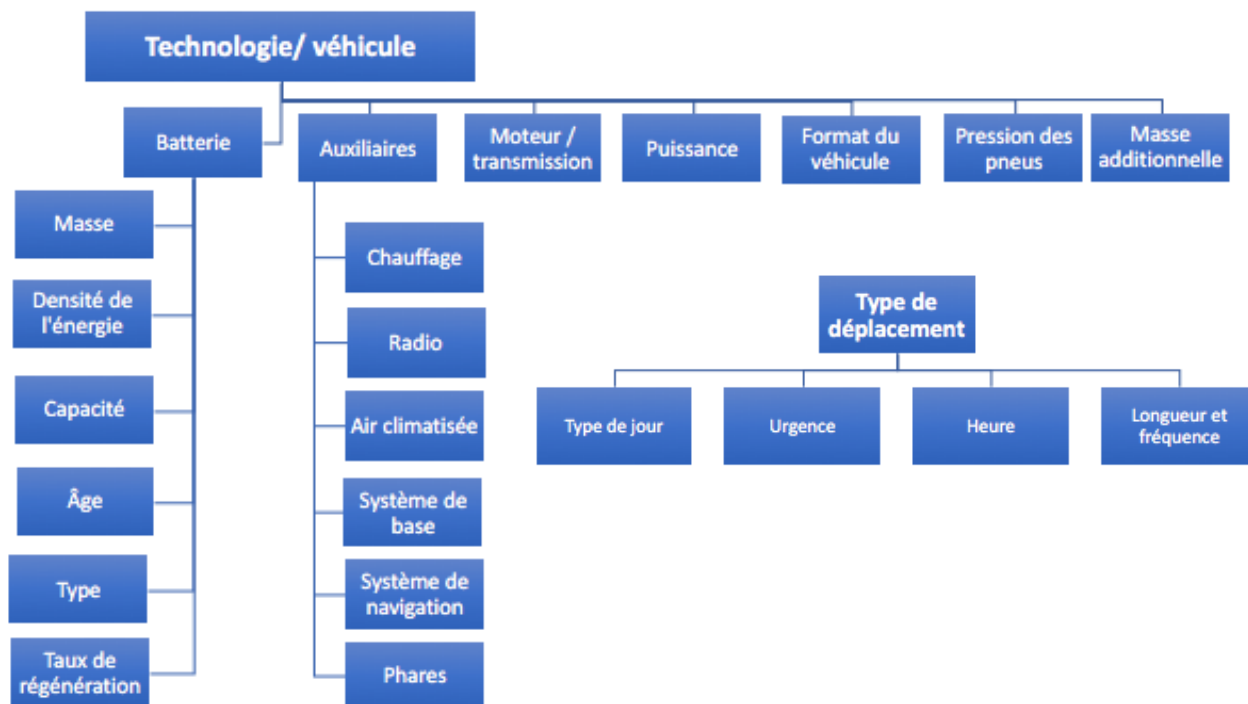 Technologie/ véhicule
Batterie
Auxiliaires
Moteur /
transmission
Puissance
Format du
véhicule
Pression des
pneus
Masse
additionnelle
Masse
Densité de
l'énergie
Capacité
Âge
Type
Taux de
régénération
Chauffage
Radio
Air climatisée
Système de
base
Système de
navigation
Phares
Type de
déplacement
Type de jour
Urgence
Heure
Longueur et
fréquence